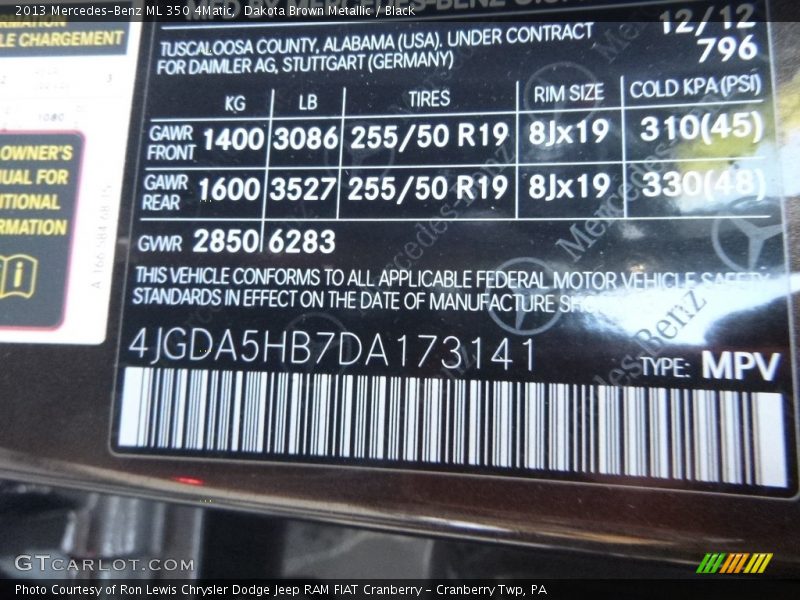 2013 Mercedes-Benz ML 350 4Matic, Dakota Brown Metallic / Black
LE CHARGEMENT
12/12
TUSCALOOSA COUNTY, ALABAMA (USA). UNDER CONTRACT
796
FOR DAIMLER AG, STUTTGART (GERMANY)
KG LB TIRES RIM SIZE COLD KPA (PSI)
GAWR FRONT 1400 3086 255/50 R19 8Jx19 310(45)
GAWR REAR 1600 3527 255/50 R19 8Jx19 330(48)
GVWR 2850 6283
OWNER'S
UAL FOR
ITIONAL
RMATION
THIS VEHICLE CONFORMS TO ALL APPLICABLE FEDERAL MOTOR VEHICLE SAFETY
STANDARDS IN EFFECT ON THE DATE OF MANUFACTURE
4JGDA5HB7DA173141
TYPE: MPV
Mercedes-Benz
GTCARLOT.COM
Photo Courtesy of Ron Lewis Chrysler Dodge Jeep RAM FIAT Cranberry - Cranberry Twp, PA